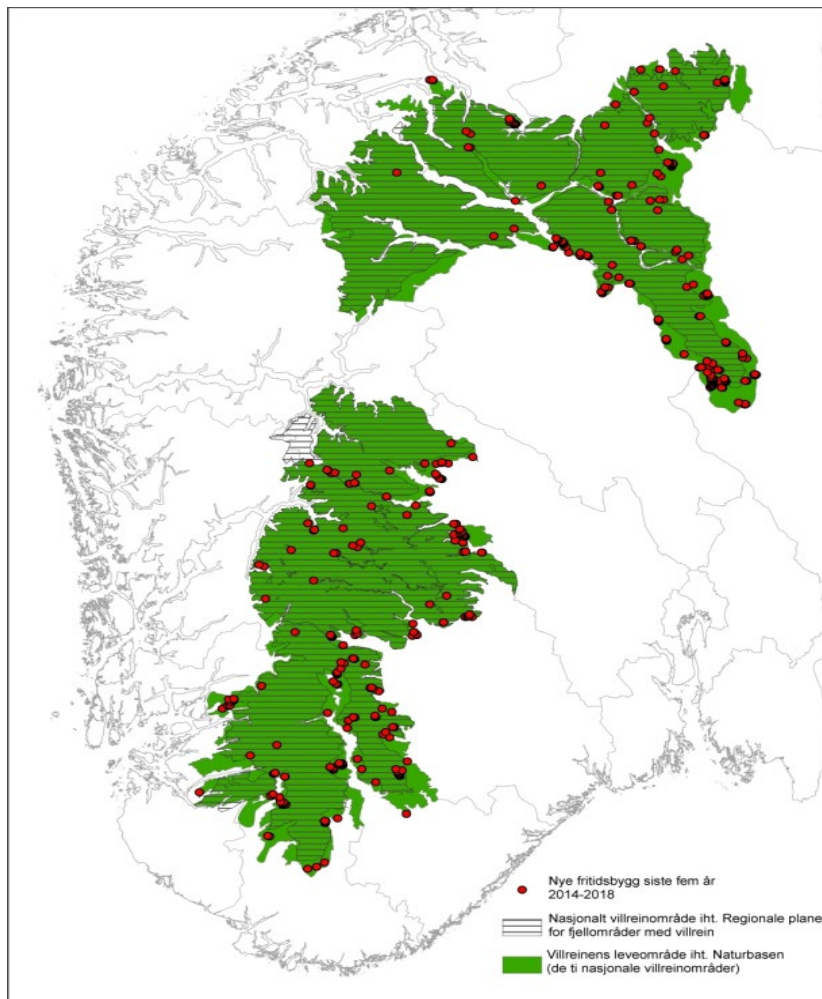 Nye fritidsbygg siste fem år
2014-2018
Nasjonalt villreinområde iht. Regionale plane
for fjellområder med villrein
Villreinens leveområde iht. Naturbasen
(de ti nasjonale villreinområder)